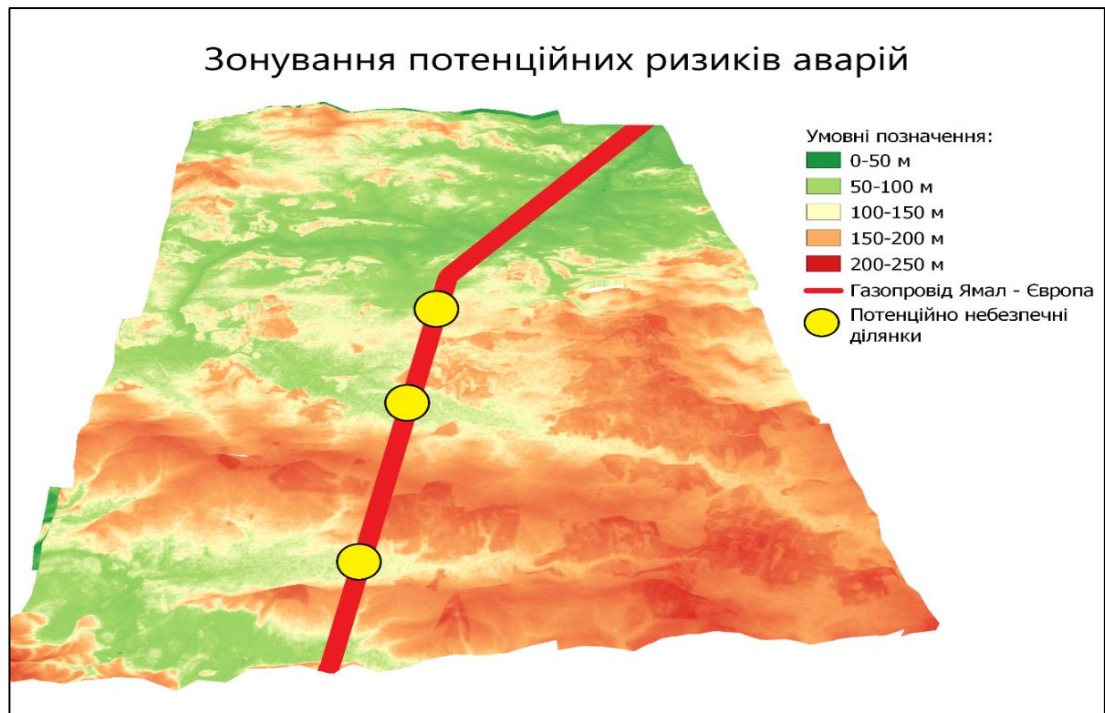 Зонування потенційних ризиків аварій
Умовні позначення:
0-50 м
50-100 м
100-150 м
150-200 м
200-250 м
Газопровід Ямал - Європа
Потенційно небезпечні
ділянки